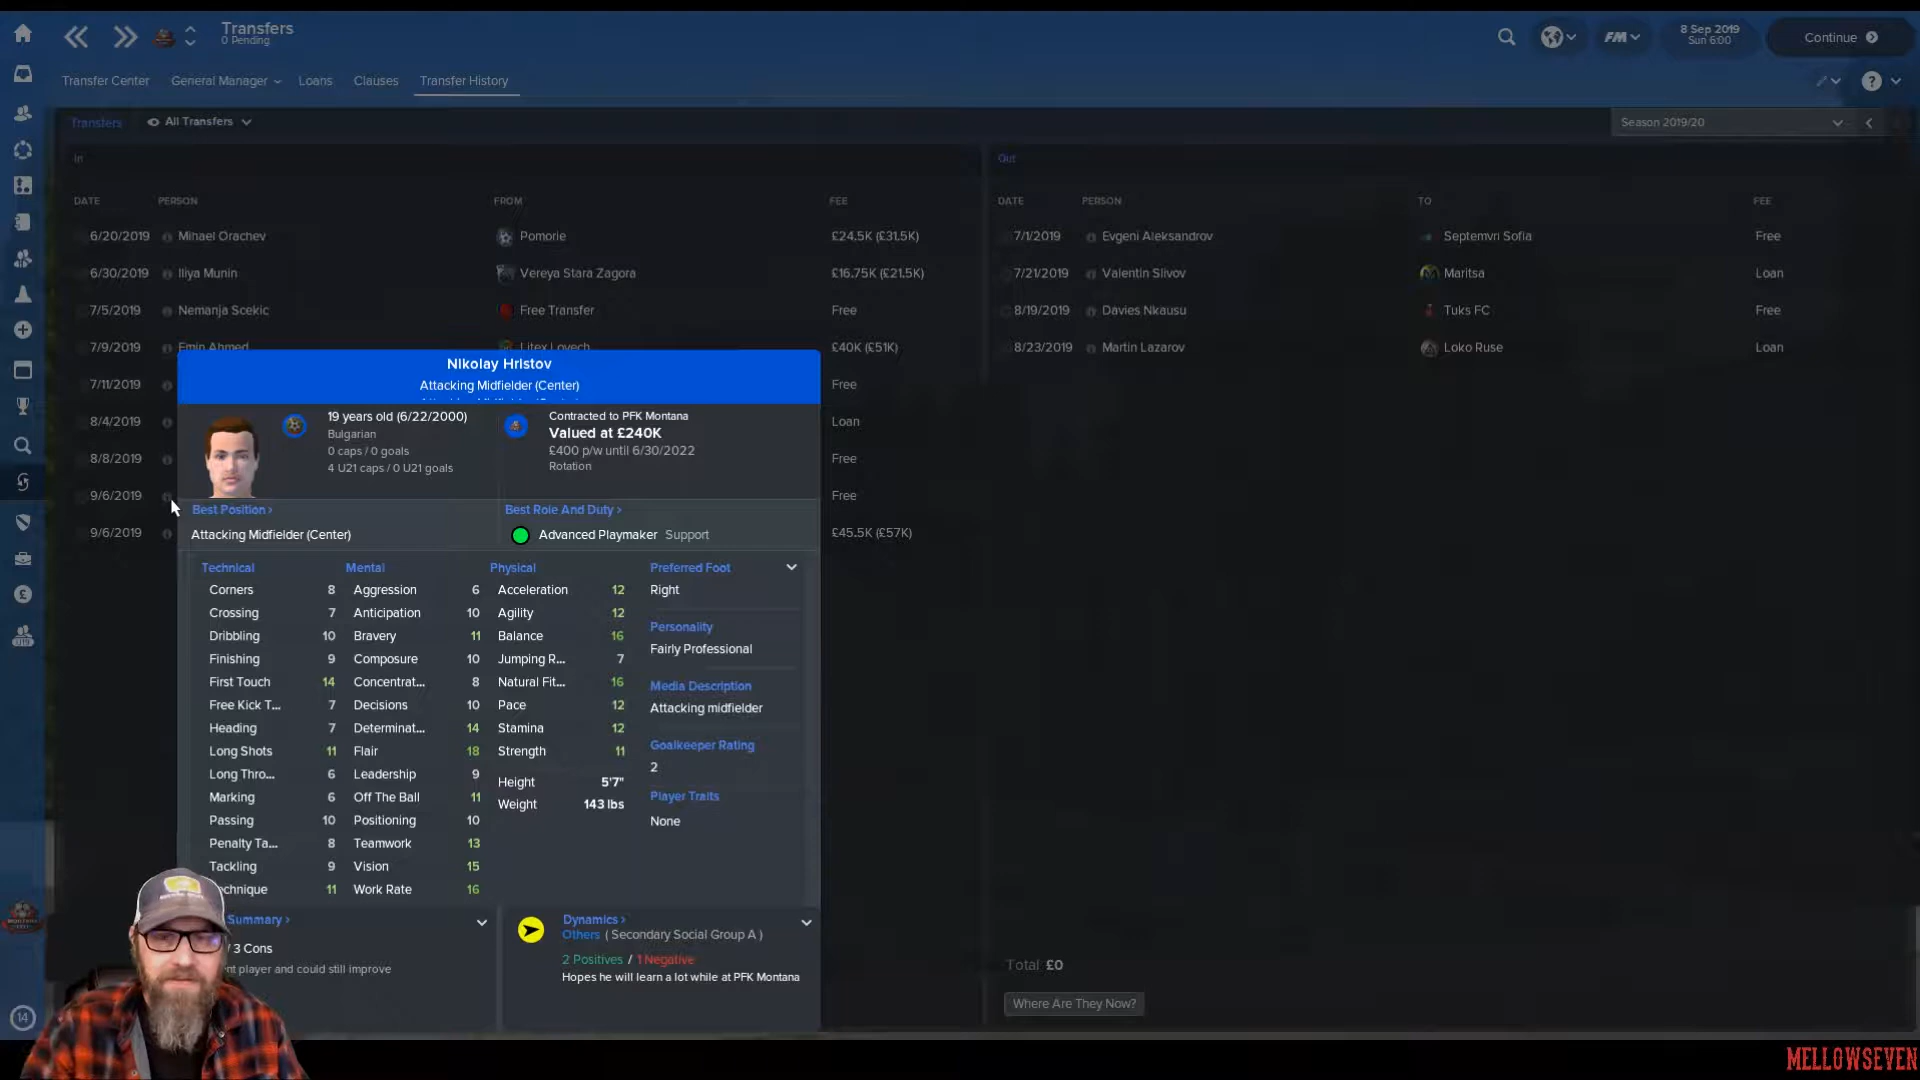 Transfers
0 Pending
8 Sep 2019
Sun 6:00
Continue
FM
Transfer Center
General Manager
Loans
Clauses
Transfer History
Transfers
All Transfers
Season 2019/20
In
DATE PERSON FROM FEE
6/20/2019 Mihael Orachev Pomorie £24.5K (£31.5K)
6/30/2019 Iliya Munin Vereya Stara Zagora £16.75K (£21.5K)
7/5/2019 Nemanja Scekic Free Transfer Free
7/9/2019 Emin Ahmed Litex Lovech £40K (£51K)
7/11/2019 Free
8/4/2019 Loan
8/8/2019 Free
9/6/2019 Free
9/6/2019 £45.5K (£57K)
Out
DATE PERSON TO FEE
7/1/2019 Evgeni Aleksandrov Septemvri Sofia Free
7/21/2019 Valentin Slivov Maritsa Loan
8/19/2019 Davies Nkausu Tuks FC Free
8/23/2019 Martin Lazarov Loko Ruse Loan
Nikolay Hristov
Attacking Midfielder (Center)
19 years old (6/22/2000)
Bulgarian
0 caps / 0 goals
4 U21 caps / 0 U21 goals
Contracted to PFK Montana
Valued at £240K
£400 p/w until 6/30/2022
Rotation
Best Position >
Attacking Midfielder (Center)
Best Role And Duty >
Advanced Playmaker Support
Technical
Corners 8
Crossing 7
Dribbling 10
Finishing 9
First Touch 14
Free Kick T... 7
Heading 7
Long Shots 11
Long Thro... 6
Marking 6
Passing 10
Penalty Ta... 8
Tackling 9
chnique 11
Mental
Aggression 6
Anticipation 10
Bravery 11
Composure 10
Concentrat... 8
Decisions 10
Determinat... 14
Flair 18
Leadership 9
Off The Ball 11
Positioning 10
Teamwork 13
Vision 15
Work Rate 16
Physical
Acceleration 12
Agility 12
Balance 16
Jumping R... 7
Natural Fit... 16
Pace 12
Stamina 12
Strength 11
Height 5'7"
Weight 143 lbs
Preferred Foot
Right
Personality
Fairly Professional
Media Description
Attacking midfielder
Goalkeeper Rating
2
Player Traits
None
Summary >
/ 3 Cons
nt player and could still improve
Dynamics >
Others ( Secondary Social Group A )
2 Positives / 1 Negative
Hopes he will learn a lot while at PFK Montana
Total £0
Where Are They Now?
14
MELLOWSEVEN